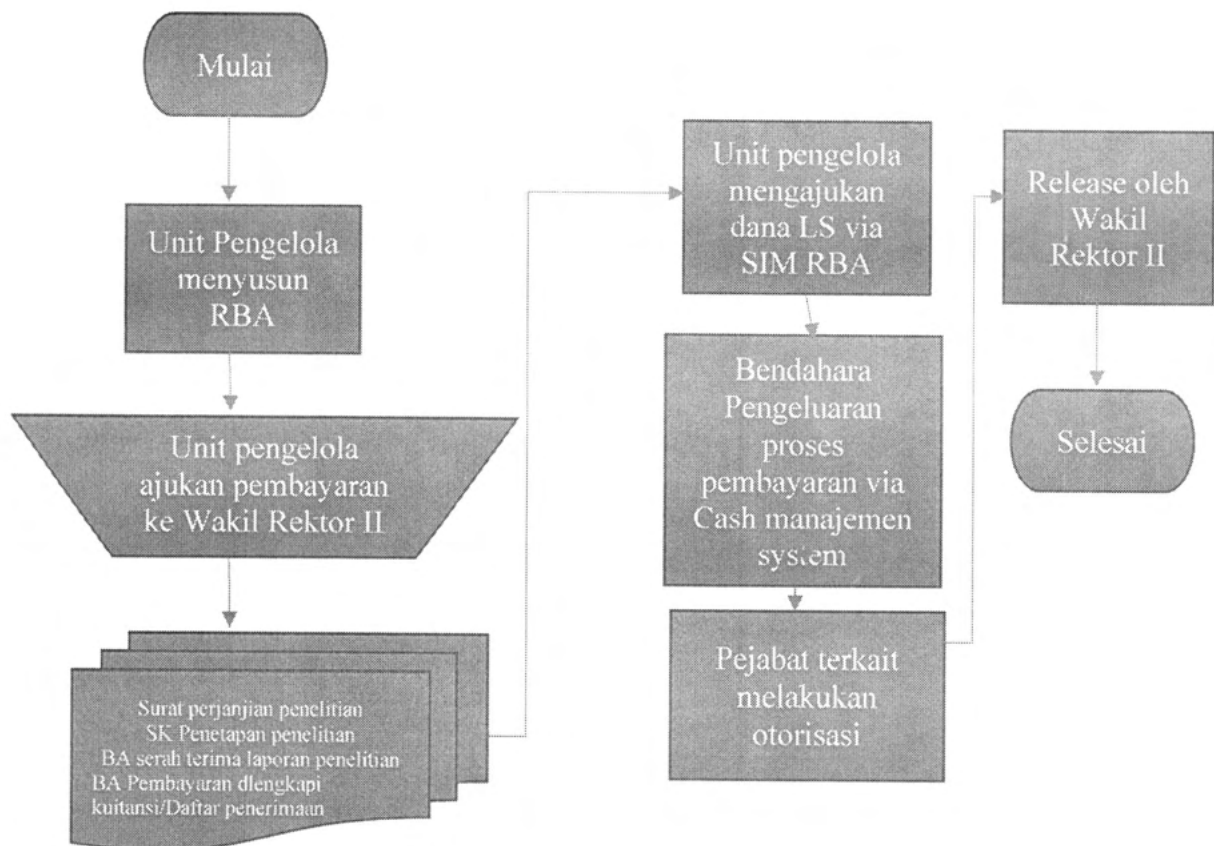 Mulai
Unit Pengelola
menyusun
RBA
Unit pengelola
ajukan pembayaran
ke Wakil Rektor II
Surat perjanjian penelitian
SK Penetapan penelitian
BA serah terima laporan penelitian
BA Pembayaran dlengkapi
kuitansi/Daftar penerimaan
Unit pengelola
mengajukan
dana LS via
SIM RBA
Bendahara
Pengeluaran
proses
pembayaran via
Cash manajemen
system
Pejabat terkait
melakukan
otorisasi
Release oleh
Wakil
Rektor II
Selesai